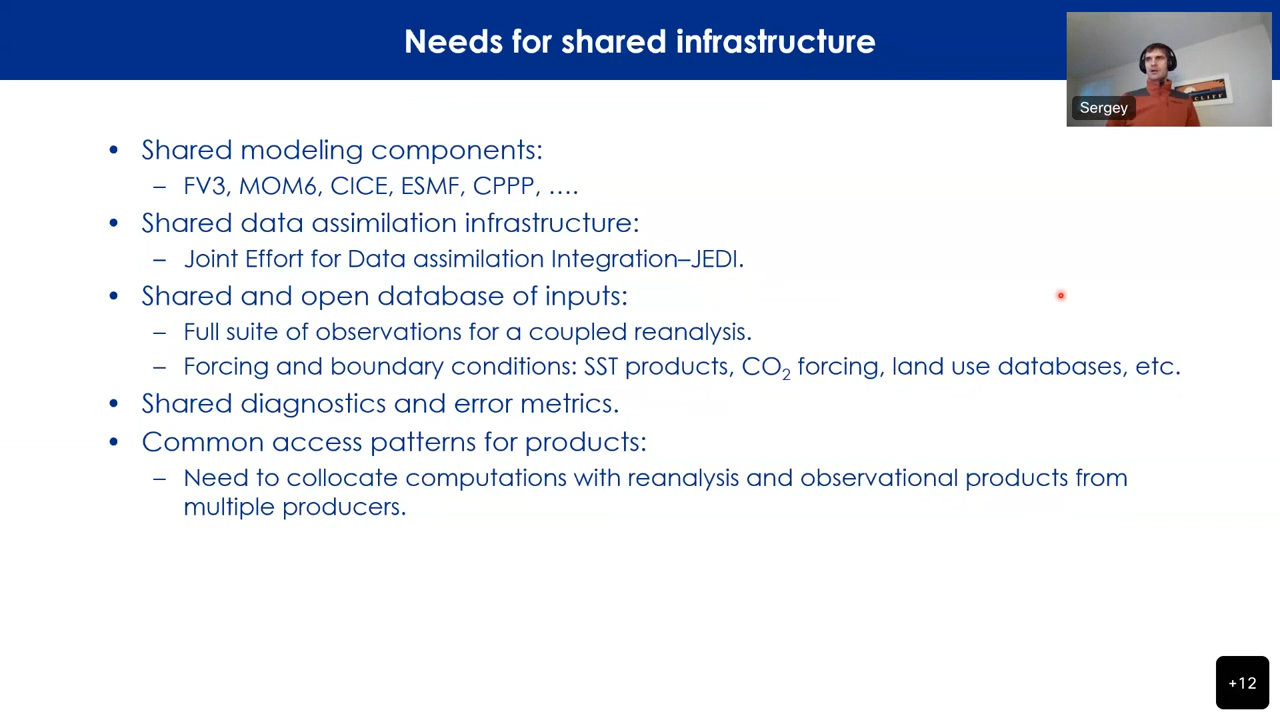 Needs for shared infrastructure
Sergey
• Shared modeling components:
– FV3, MOM6, CICE, ESMF, CPPP, ....
• Shared data assimilation infrastructure:
– Joint Effort for Data assimilation Integration–JEDI.
• Shared and open database of inputs:
– Full suite of observations for a coupled reanalysis.
– Forcing and boundary conditions: SST products, CO₂ forcing, land use databases, etc.
• Shared diagnostics and error metrics.
• Common access patterns for products:
– Need to collocate computations with reanalysis and observational products from
multiple producers.
+12